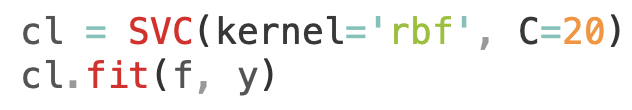 cl = SVC(kernel='rbf', C=20)
cl.fit(f, y)